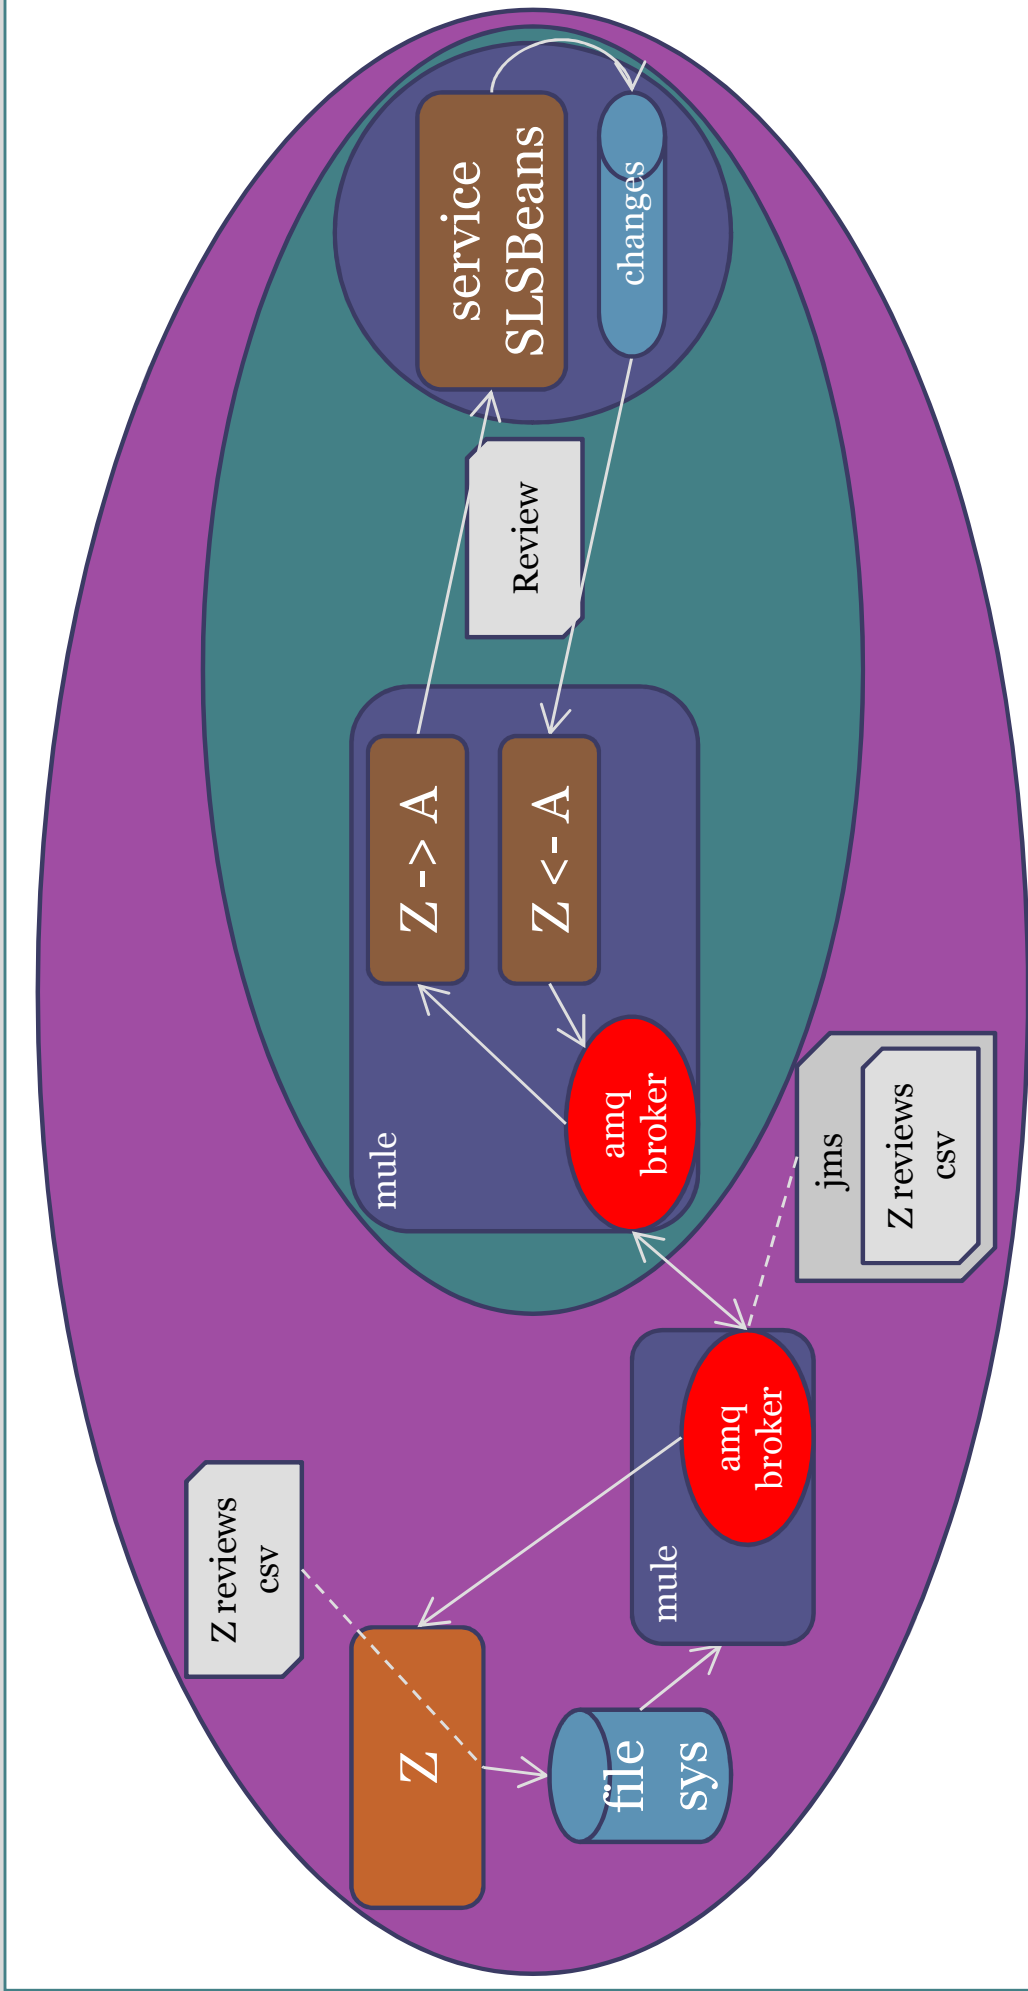 Z reviews
csv
Z
file
sys
mule
amq
broker
jms
Z reviews
csv
mule
Z -> A
Z <- A
amq
broker
Review
service
SLSBeans
changes